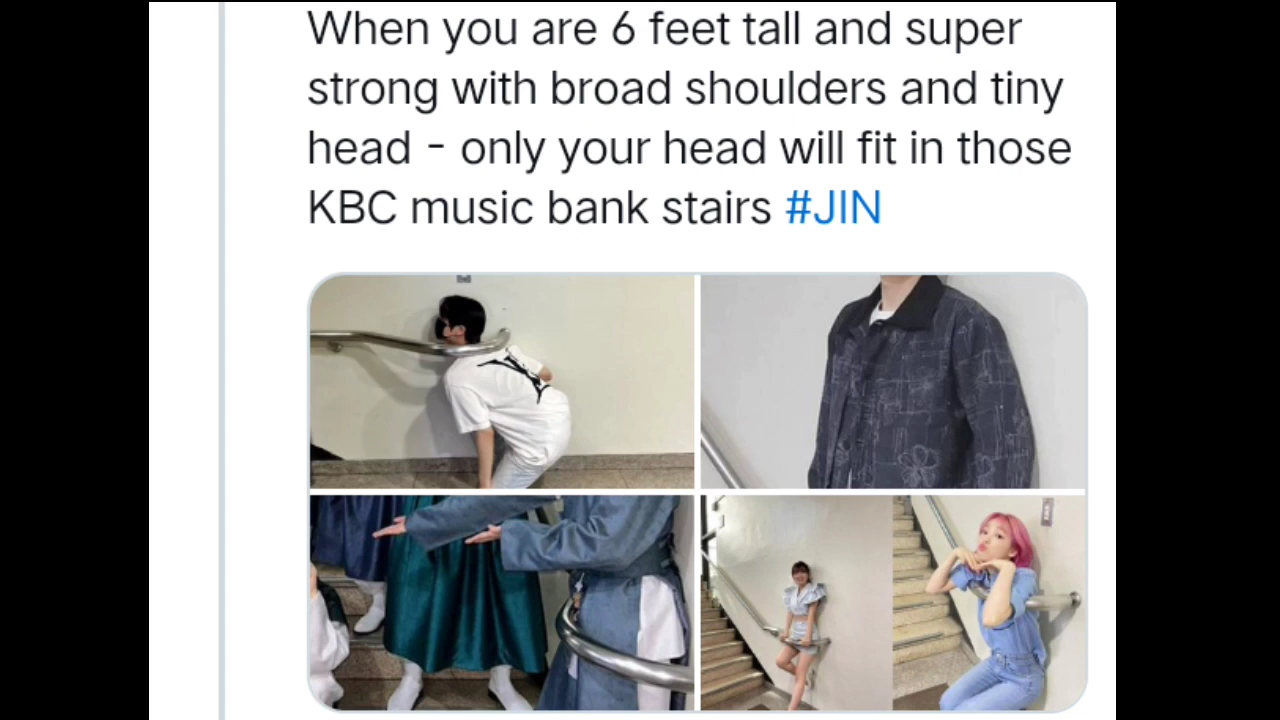 When you are 6 feet tall and super
strong with broad shoulders and tiny
head - only your head will fit in those
KBC music bank stairs #JIN